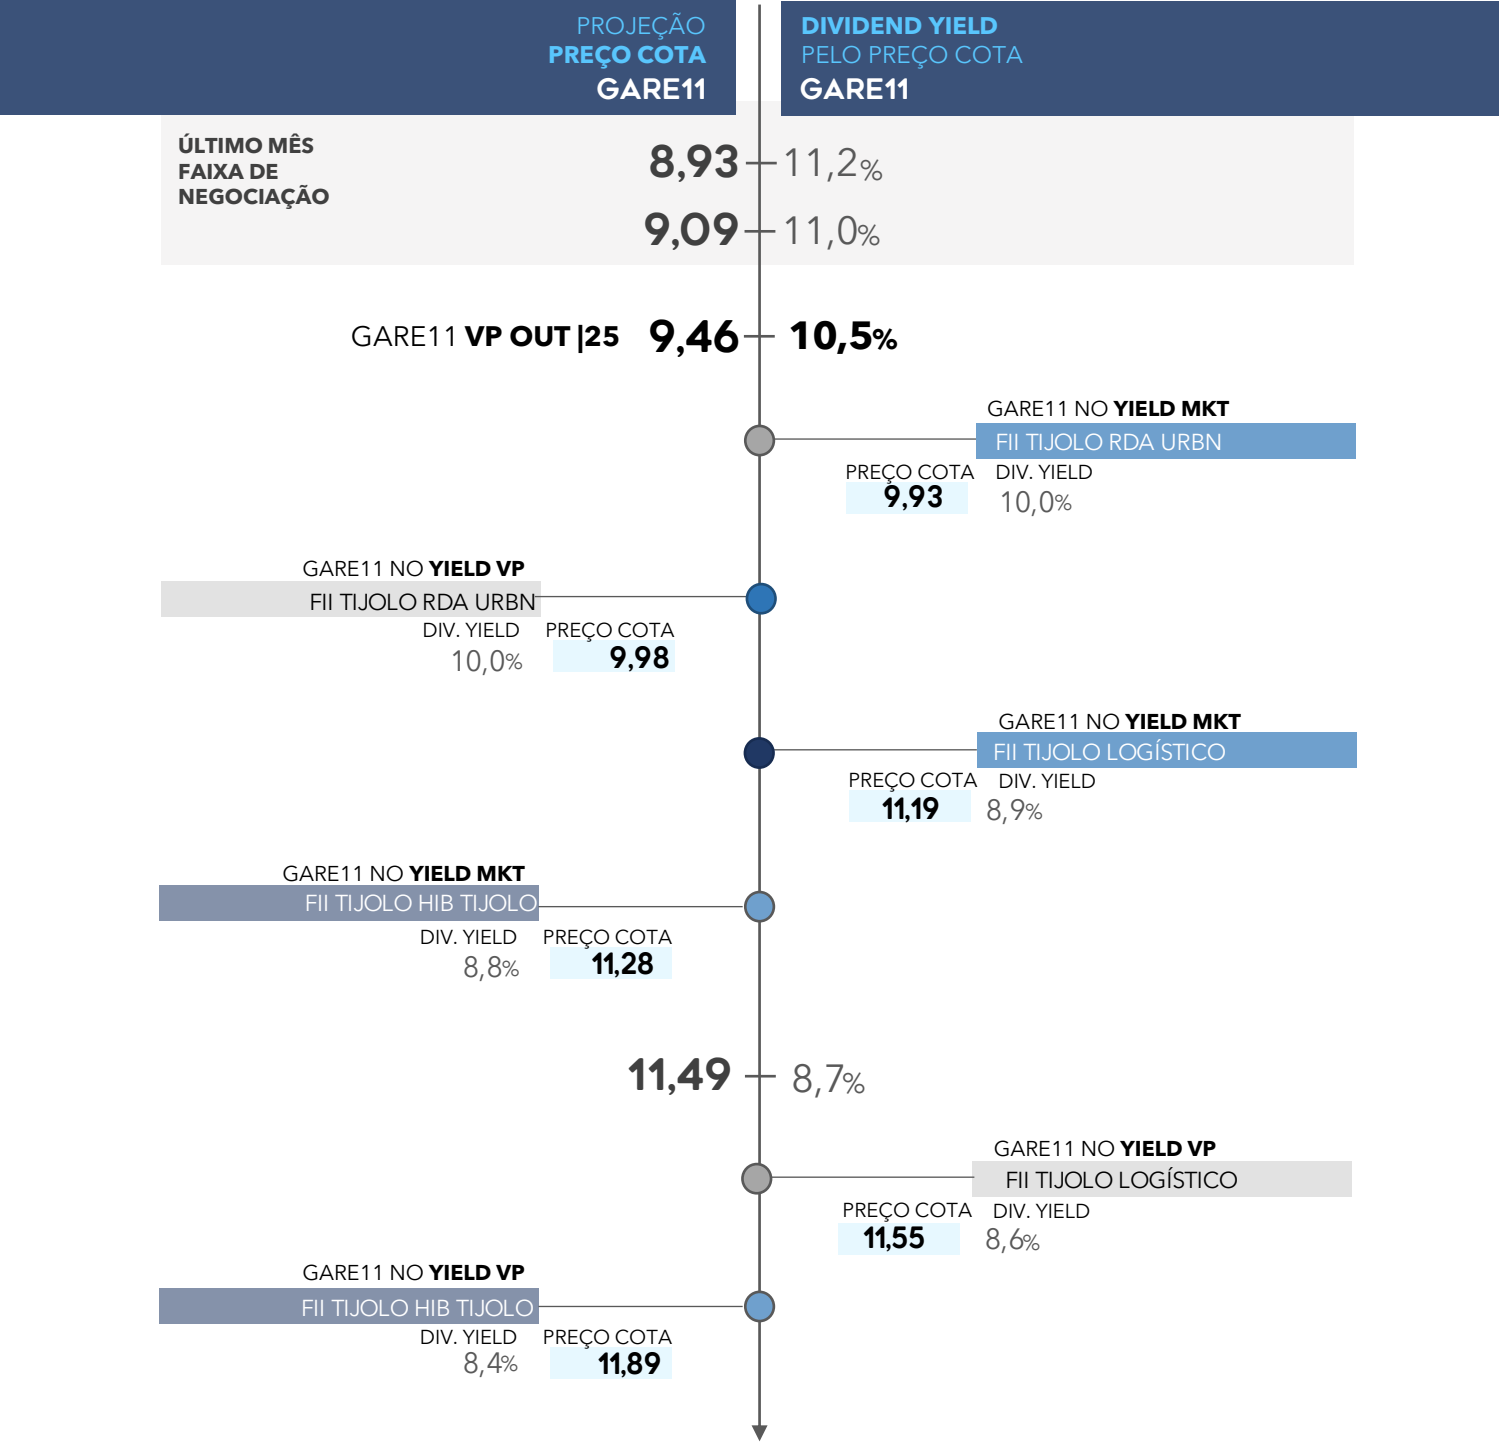 PROJEÇÃO
PREÇO COTA
GARE11
DIVIDEND YIELD
PELO PREÇO COTA
GARE11
ÚLTIMO MÊS
FAIXA DE
NEGOCIAÇÃO
8,93 11,2%
9,09 11,0%
GARE11 VP OUT |25 9,46 10,5%
GARE11 NO YIELD MKT
FII TIJOLO RDA URBN
PREÇO COTA DIV. YIELD
9,93 10,0%
GARE11 NO YIELD VP
FII TIJOLO RDA URBN
DIV. YIELD PREÇO COTA
10,0% 9,98
GARE11 NO YIELD MKT
FII TIJOLO LOGÍSTICO
PREÇO COTA DIV. YIELD
11,19 8,9%
GARE11 NO YIELD MKT
FII TIJOLO HIB TIJOLO
DIV. YIELD PREÇO COTA
8,8% 11,28
11,49 8,7%
GARE11 NO YIELD VP
FII TIJOLO LOGÍSTICO
PREÇO COTA DIV. YIELD
11,55 8,6%
GARE11 NO YIELD VP
FII TIJOLO HIB TIJOLO
DIV. YIELD PREÇO COTA
8,4% 11,89